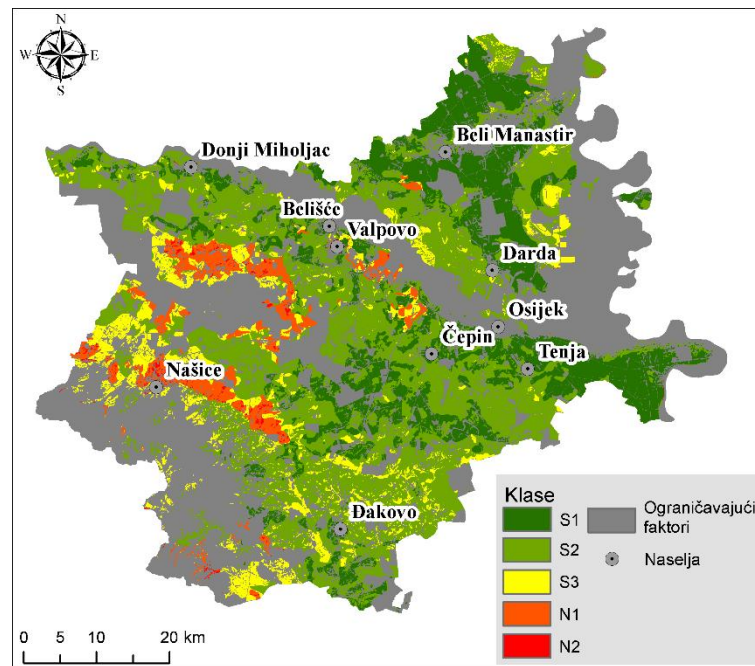 N
W E
S
Beli Manastir
Donji Miholjac
Belišće
Valpovo
Darda
Osijek
Čepin
Tenja
Našice
Đakovo
Klase
S1
S2
S3
N1
N2
Ograničavajući
faktori
Naselja
0 5 10 20 km